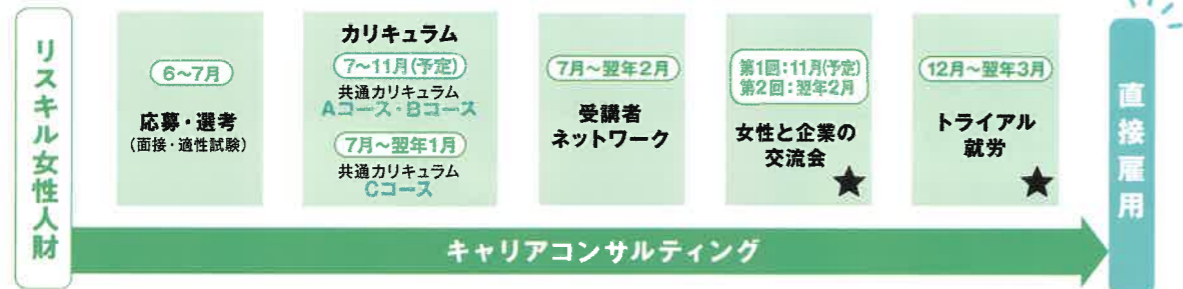 リスキル女性人財
6～7月
応募・選考
(面接・適性試験)
カリキュラム
7～11月(予定)
共通カリキュラム
Aコース・Bコース
7月～翌年1月
共通カリキュラム
Cコース
7月～翌年2月
受講者
ネットワーク
第1回:11月(予定)
第2回:翌年2月
女性と企業の
交流会
12月～翌年3月
トライアル
就労
直接雇用
キャリアコンサルティング